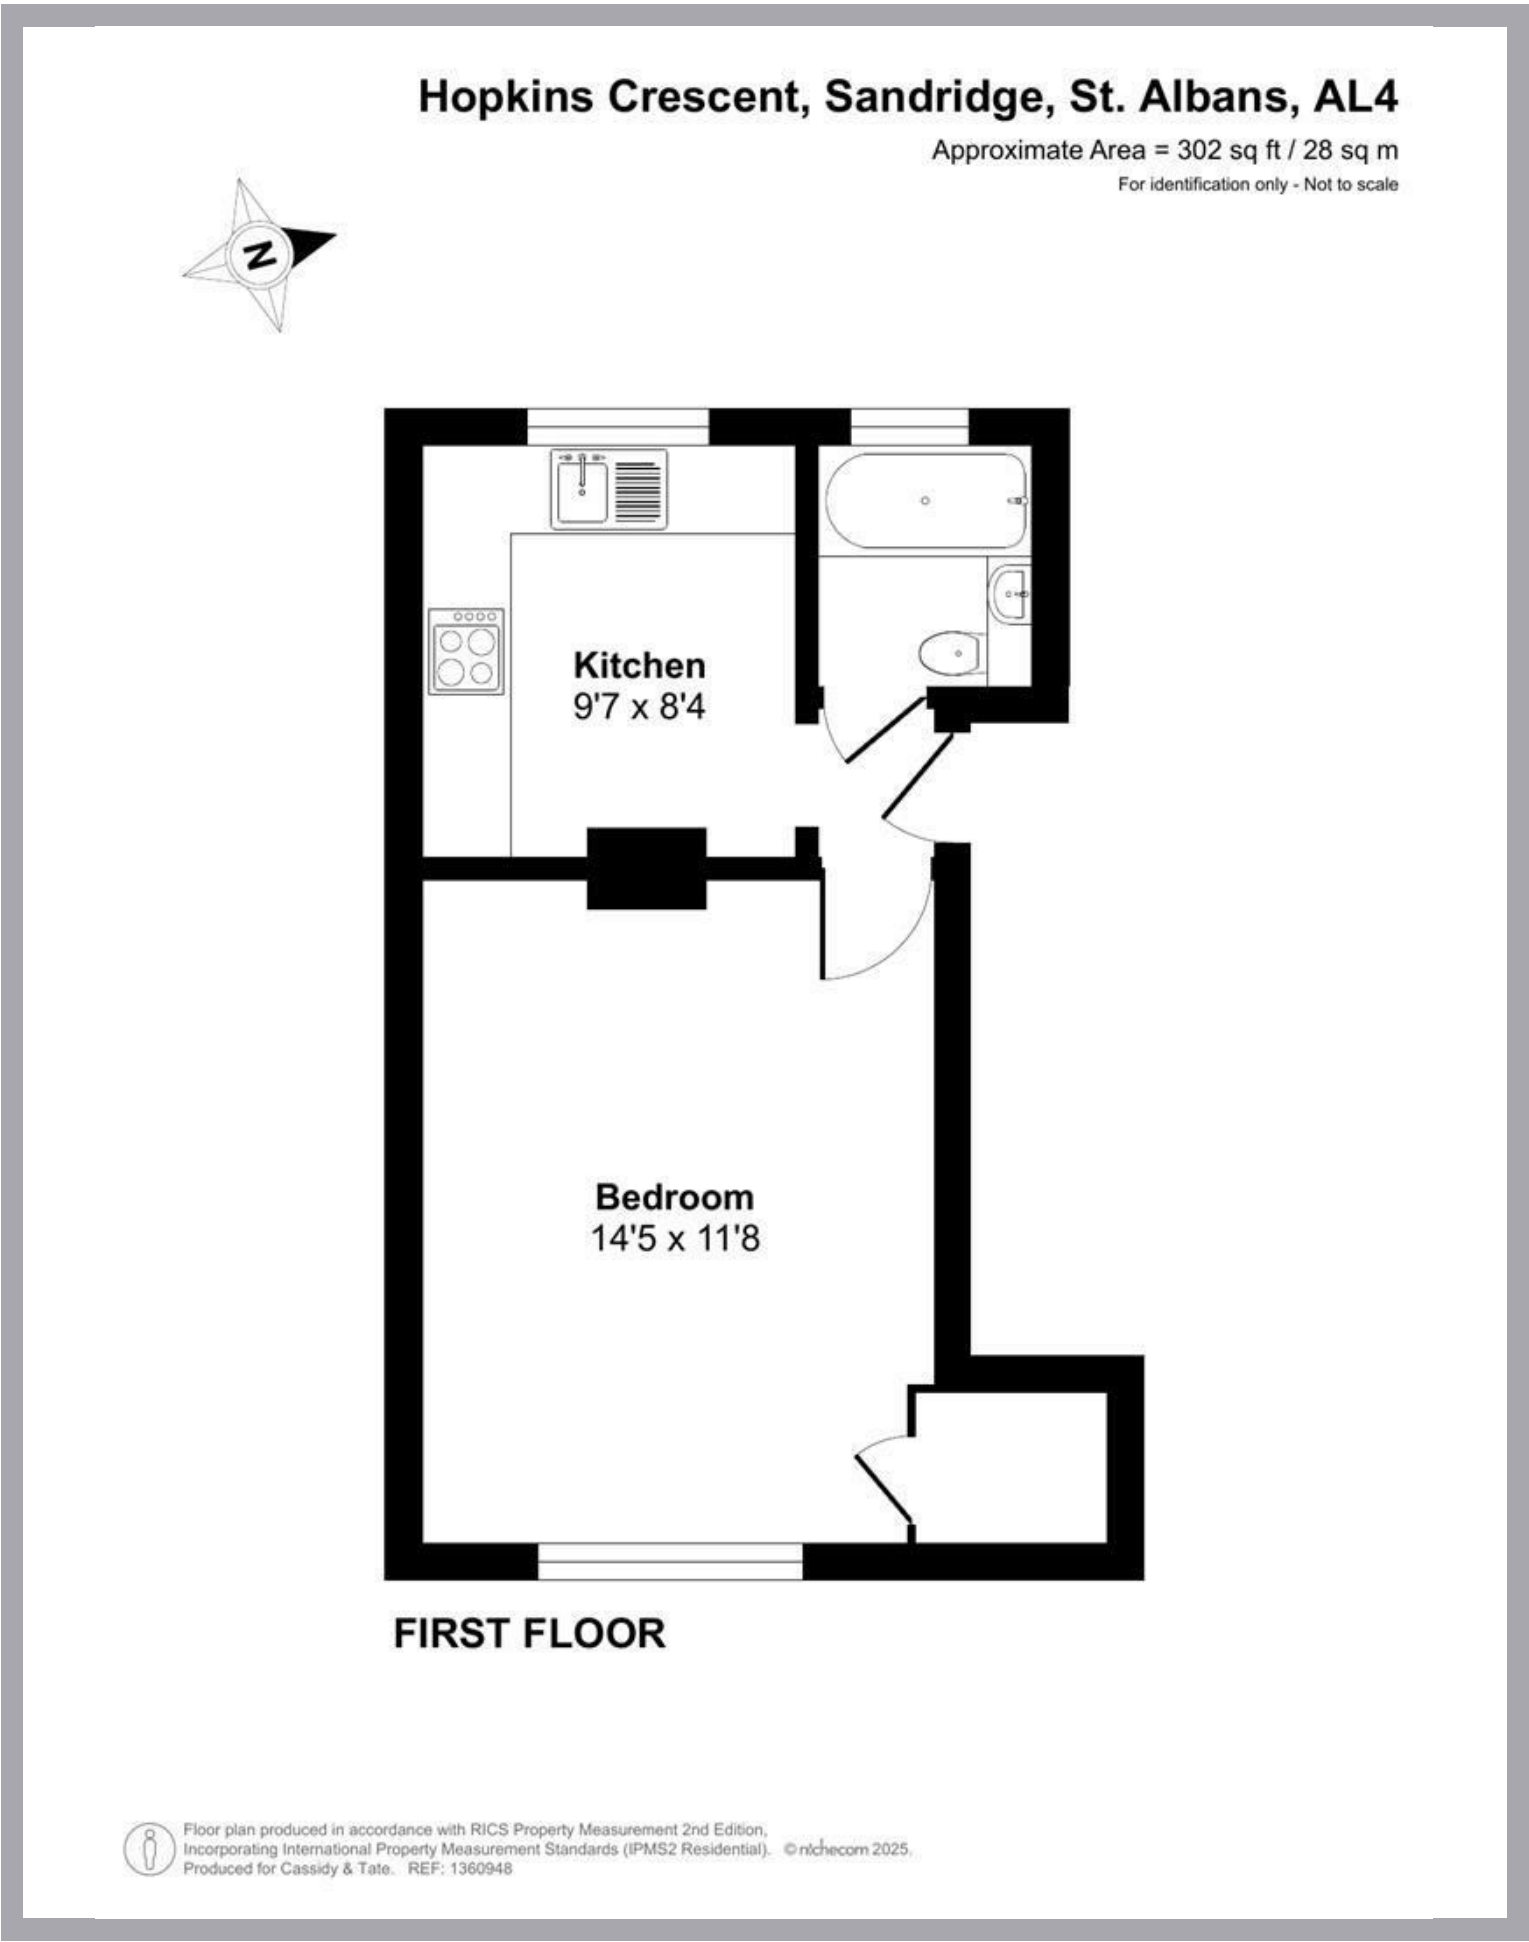 Hopkins Crescent, Sandridge, St. Albans, AL4
Approximate Area = 302 sq ft / 28 sq m
For identification only - Not to scale
N
Kitchen
9'7 x 8'4
Bedroom
14'5 x 11'8
FIRST FLOOR
Floor plan produced in accordance with RICS Property Measurement 2nd Edition,
Incorporating International Property Measurement Standards (IPMS2 Residential). © nichecom 2025.
Produced for Cassidy & Tate. REF: 1360948